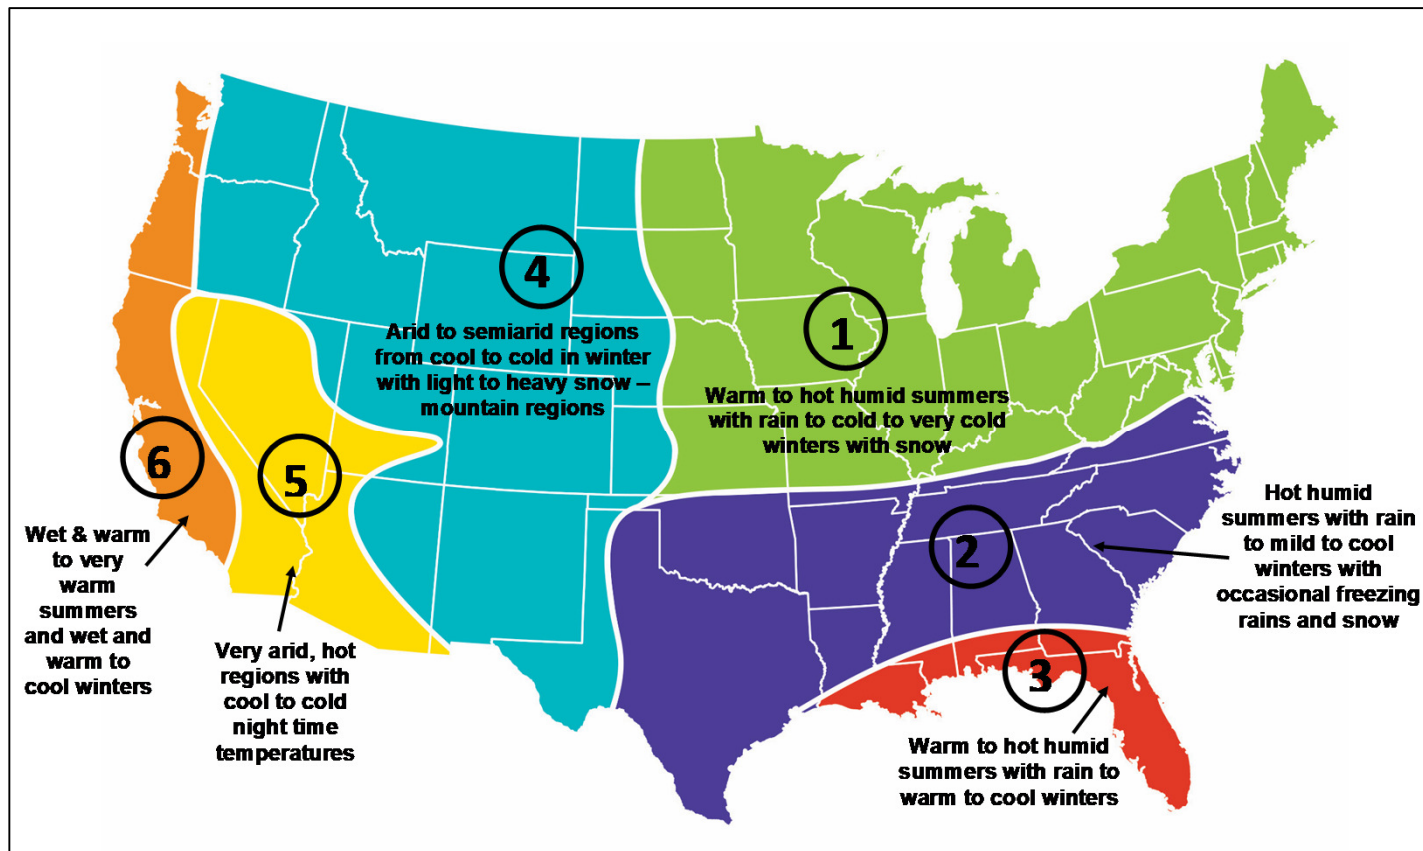 4
Arid to semiarid regions
from cool to cold in winter
with light to heavy snow –
mountain regions
1
Warm to hot humid summers
with rain to cold to very cold
winters with snow
6
Wet & warm
to very
warm
summers
and wet and
warm to
cool winters
5
Very arid, hot
regions with
cool to cold
night time
temperatures
2
Hot humid
summers with rain
to mild to cool
winters with
occasional freezing
rains and snow
3
Warm to hot humid
summers with rain to
warm to cool winters